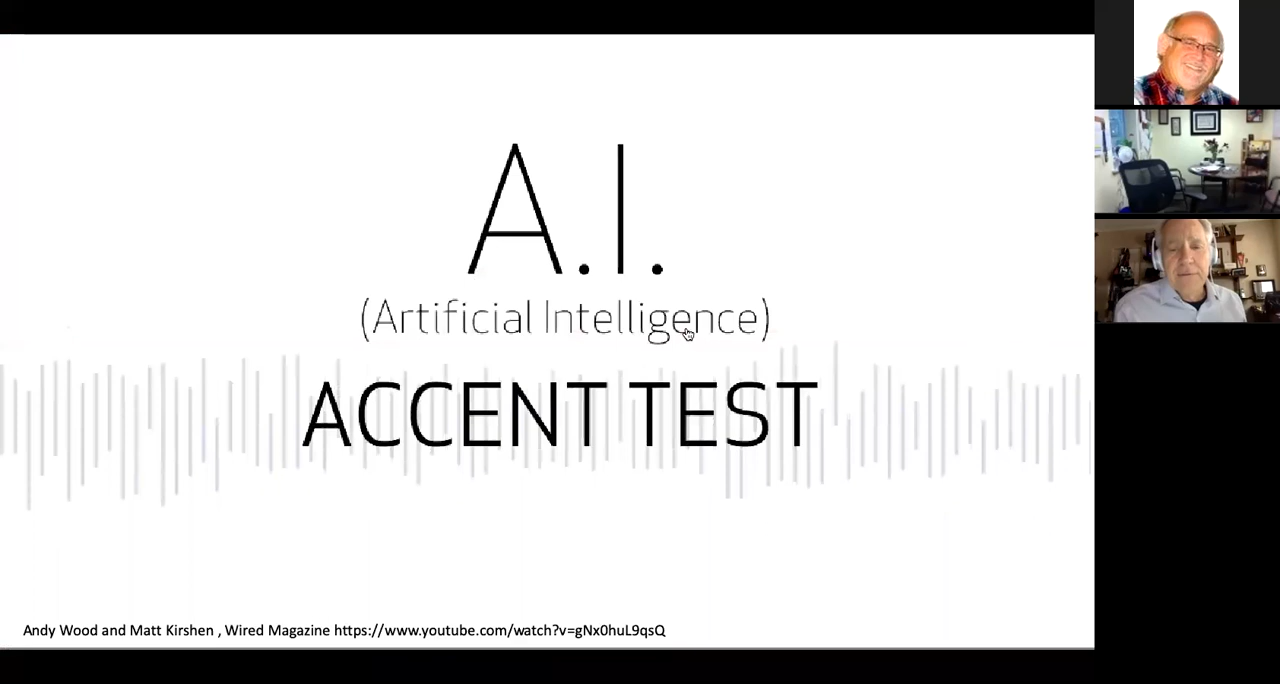 A.I.
(Artificial Intelligence)
ACCENT TEST
Andy Wood and Matt Kirshen , Wired Magazine https://www.youtube.com/watch?v=gNx0huL9qsQ